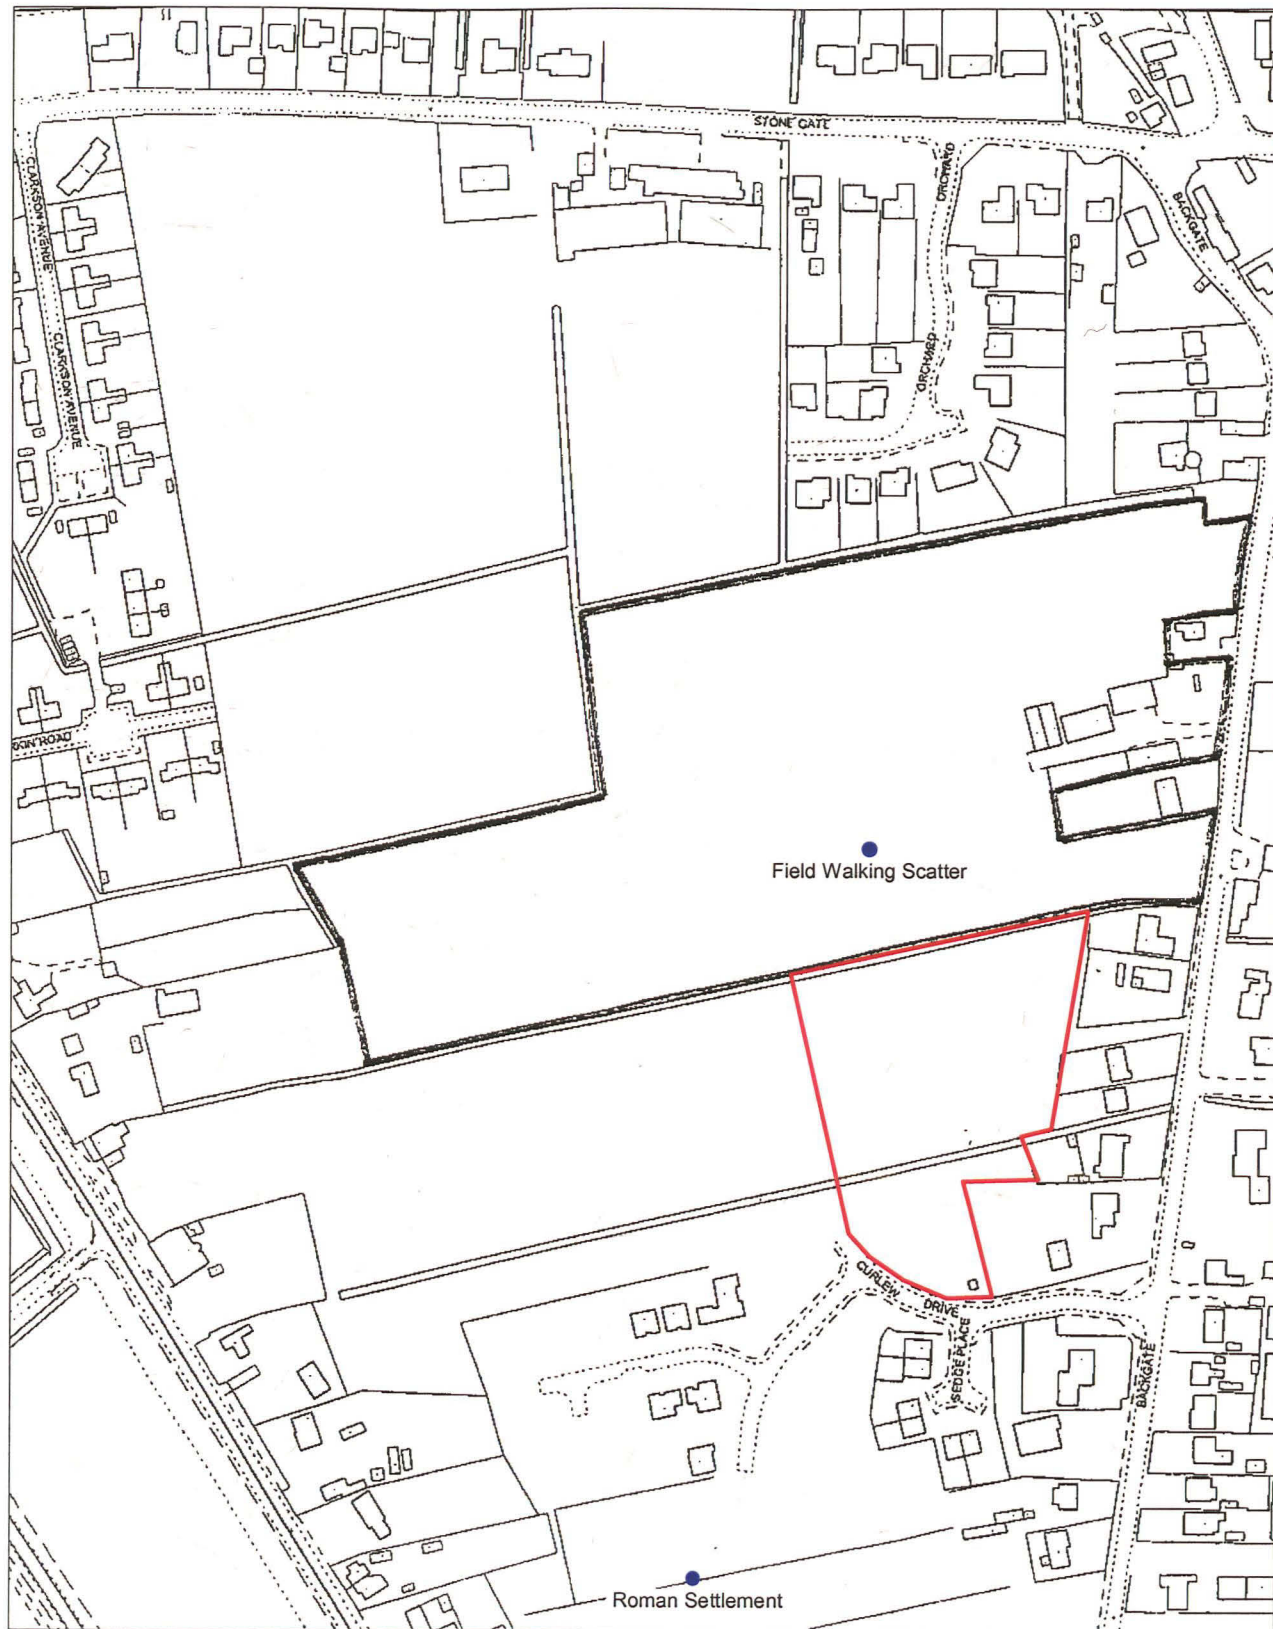 STONE GATE
ORCHARD
BACKGATE
CLARKSON AVENUE
ORCHARD
CLARKSON AVENUE
ROAD
Field Walking Scatter
CURLEW
DRIVE
SEDGE PLACE
BACKGATE
Roman Settlement